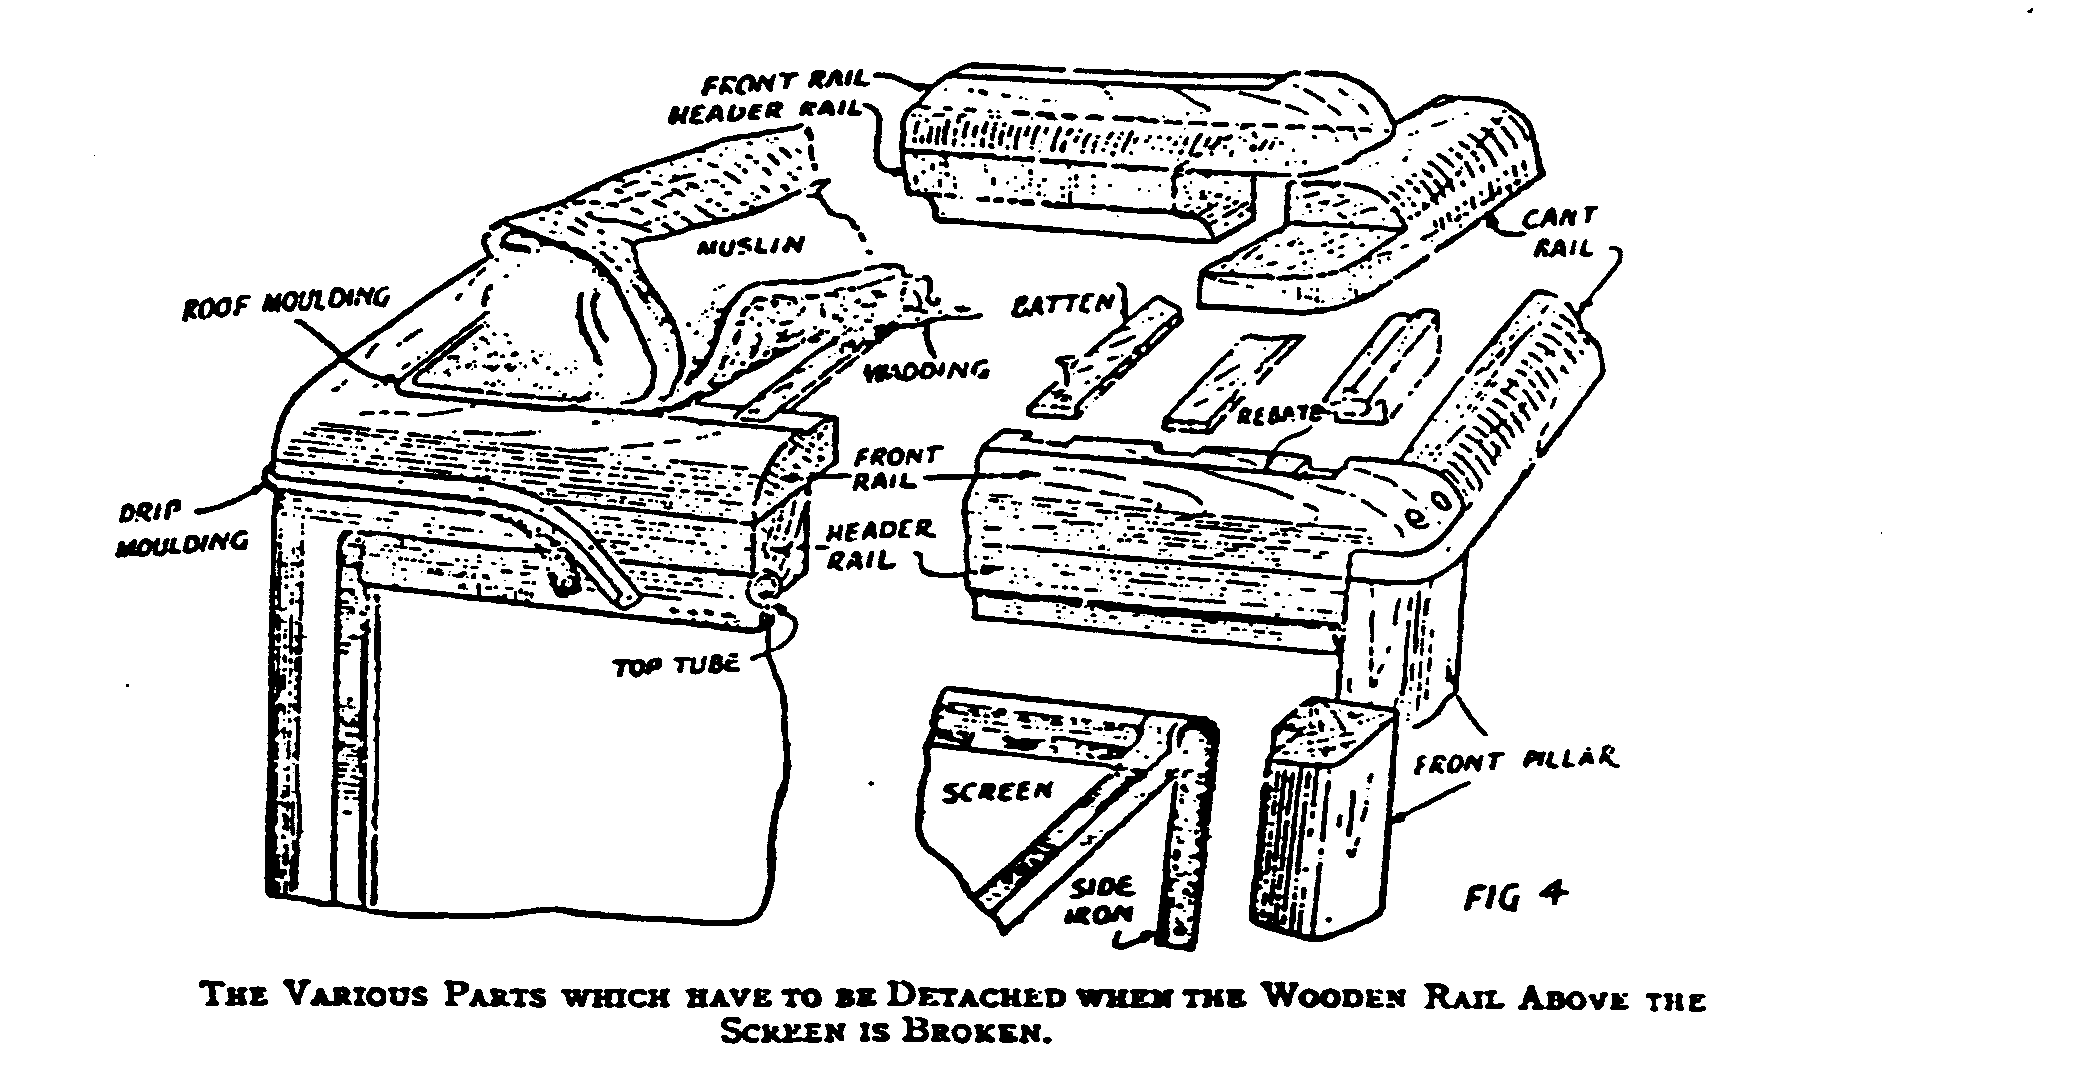 FRONT RAIL
HEADER RAIL
MUSLIN
CANT
RAIL
ROOF MOULDING
BATTEN
WADDING
REBATE
FRONT
RAIL
DRIP
MOULDING
HEADER
RAIL
TOP TUBE
SCREEN
FRONT PILLAR
SIDE
IRON
FIG 4
THE VARIOUS PARTS WHICH HAVE TO BE DETACHED WHEN THE WOODEN RAIL ABOVE THE
SCREEN IS BROKEN.